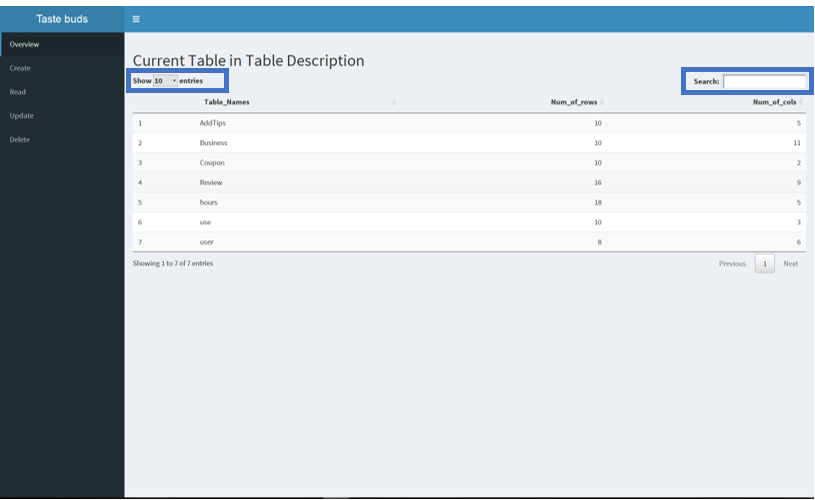 Taste buds
Overview
Create
Read
Update
Delete
Current Table in Table Description
Show 10 entries
Search:
Table_Names Num_of_rows Num_of_cols
1 AddTips 10 5
2 Business 10 11
3 Coupon 10 2
4 Review 16 9
5 hours 18 5
6 use 10 3
7 user 8 6
Showing 1 to 7 of 7 entries
Previous 1 Next